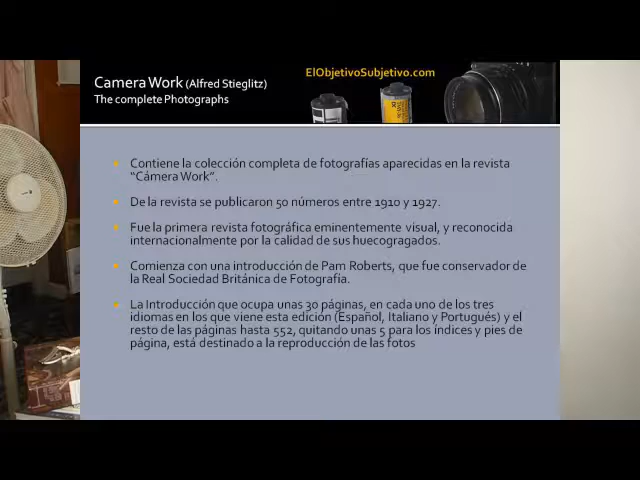 ElObjetivoSubjetivo.com
Camera Work (Alfred Stieglitz)
The complete Photographs
Contiene la colección completa de fotografías aparecidas en la revista
“Cámera Work”.
De la revista se publicaron 50 números entre 1910 y 1927.
Fue la primera revista fotográfica eminentemente visual, y reconocida
internacionalmente por la calidad de sus huecogragados.
Comienza con una introducción de Pam Roberts, que fue conservador de
la Real Sociedad Británica de Fotografía.
La Introducción que ocupa unas 30 páginas, en cada uno de los tres
idiomas en los que viene esta edición (Español, Italiano y Portugués) y el
resto de las páginas hasta 552, quitando unas 5 para los índices y pies de
página, está destinado a la reproducción de las fotos